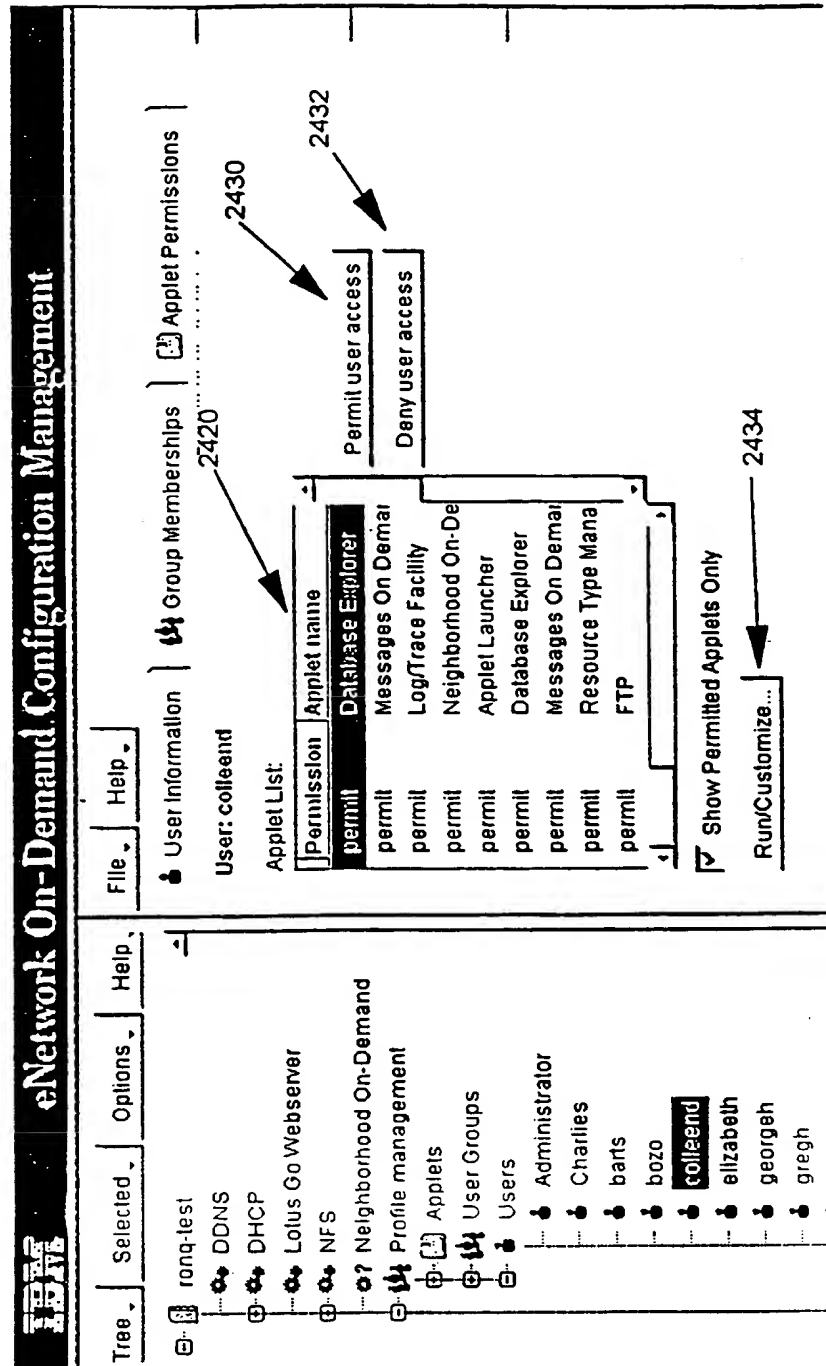 IBM
eNetwork On-Demand Configuration Management
Tree
Selected
Options
Help
ronq-test
DDNS
DHCP
Lotus Go Webserver
NFS
Neighborhood On-Demand
Profile management
Applets
User Groups
Users
Administrator
Charlies
barts
bozo
colleend
elizabeth
georgeh
gregh
File
Help
User Information
Group Memberships
Applet Permissions
User: colleend
Applet List:
2420
Permission Applet name
permit Database Explorer
permit Messages On Deman
permit Log/Trace Facility
permit Neighborhood On-De
permit Applet Launcher
permit Database Explorer
permit Messages On Deman
permit Resource Type Mana
permit FTP
Permit user access
2430
Deny user access
2432
Show Permitted Applets Only
Run/Customize...
2434